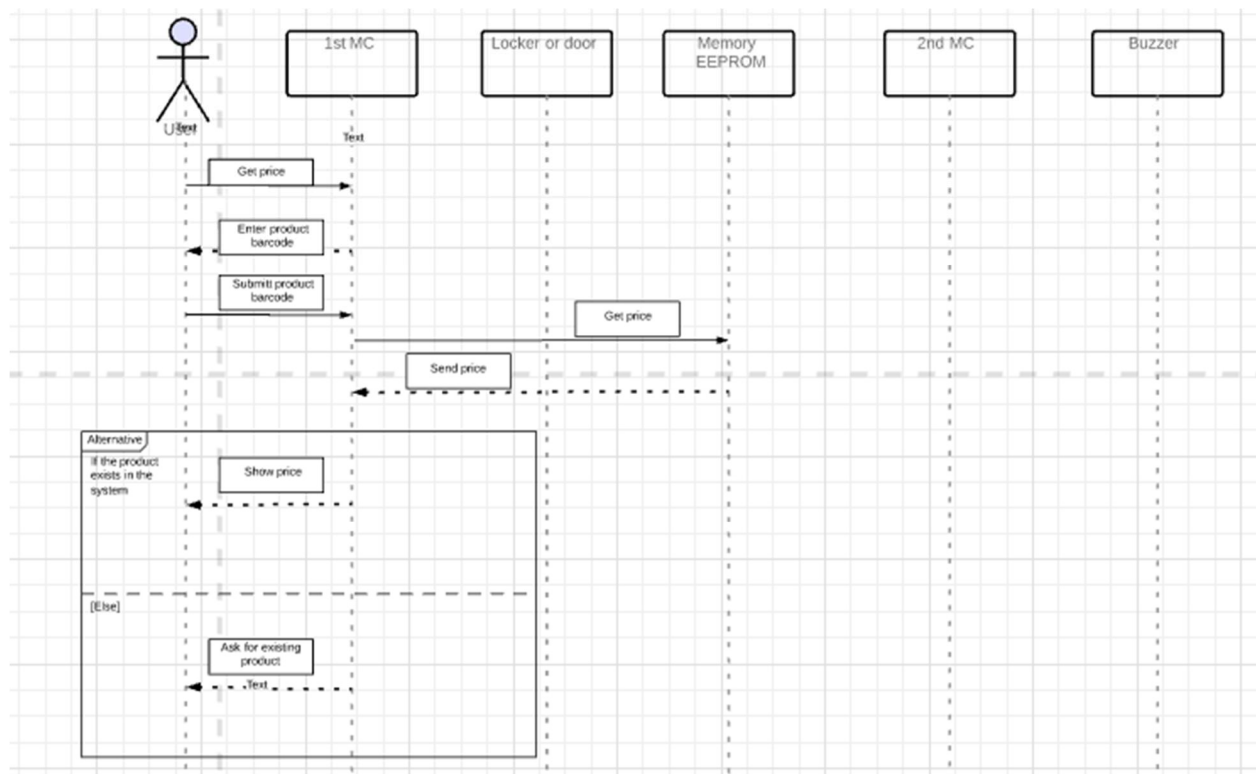 1st MC
Locker or door
Memory
EEPROM
2nd MC
Buzzer
User
Text
Text
Get price
Enter product
barcode
Submitt product
barcode
Get price
Send price
Alternative
If the product
exists in the
system
Show price
[Else]
Ask for existing
product
Text